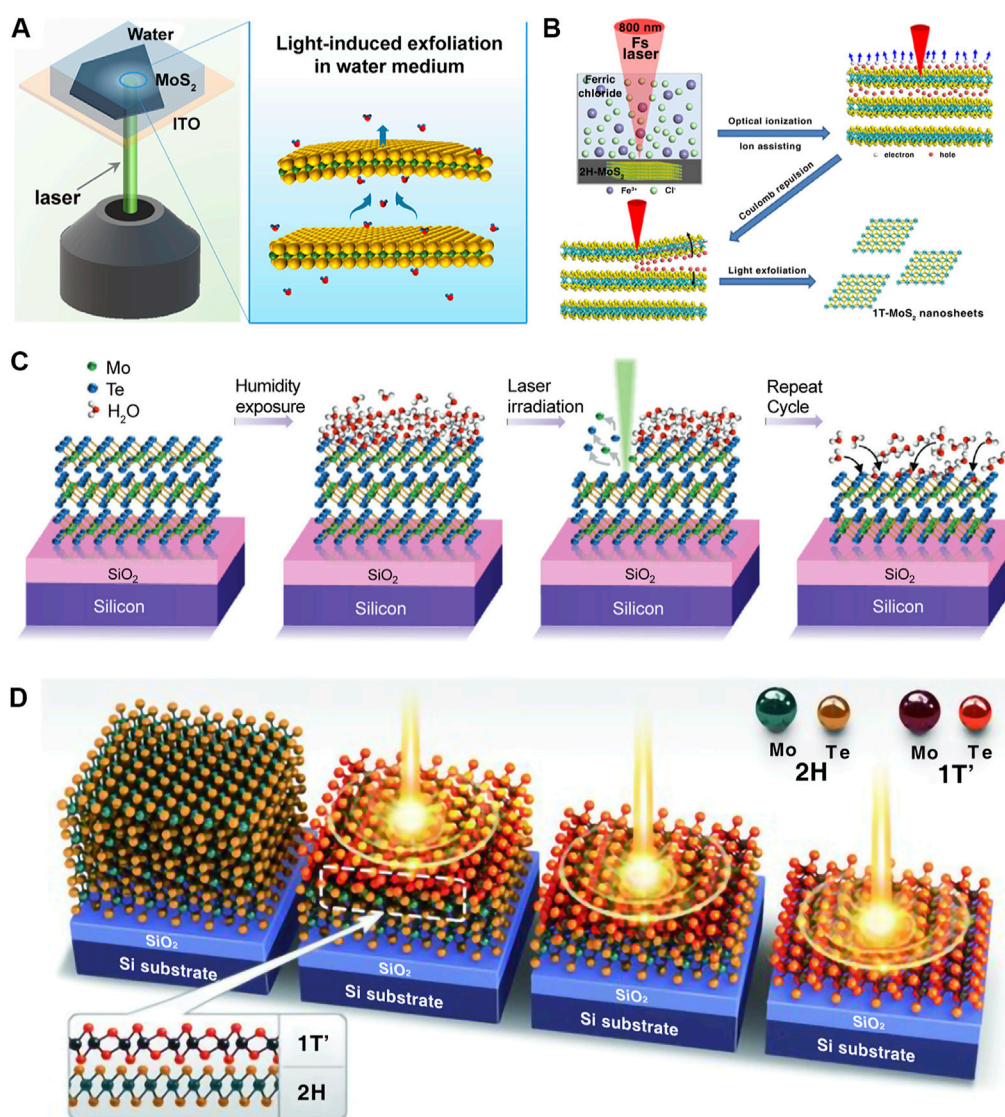 A
Water
MoS₂
ITO
laser
Light-induced exfoliation
in water medium
B
800 nm
Fs
laser
Ferric
chloride
2H-MoS₂
Fe³⁺
Cl⁻
Optical ionization
Ion assisting
electron
hole
Coulomb repulsion
Light exfoliation
1T-MoS₂ nanosheets
C
Mo
Te
H₂O
Humidity
exposure
Laser
irradiation
Repeat
Cycle
SiO₂
Silicon
SiO₂
Silicon
SiO₂
Silicon
SiO₂
Silicon
D
Mo Te
2H
Mo Te
1T’
SiO₂
Si substrate
SiO₂
Si substrate
SiO₂
Si substrate
SiO₂
Si substrate
1T’
2H